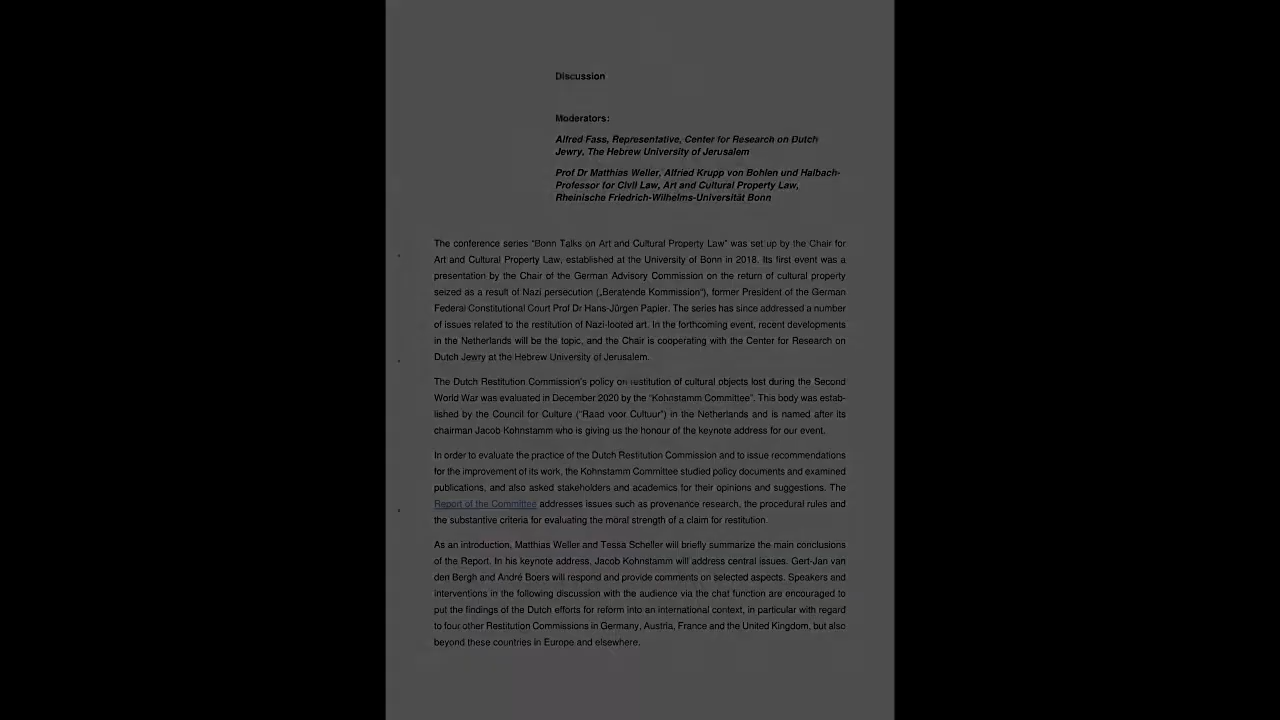 Discussion
Moderators:
Alfred Fass, Representative, Center for Research on Dutch
Jewry, The Hebrew University of Jerusalem
Prof Dr Matthias Weller, Alfried Krupp von Bohlen und Halbach-
Professor for Civil Law, Art and Cultural Property Law,
Rheinische Friedrich-Wilhelms-Universität Bonn
The conference series “Bonn Talks on Art and Cultural Property Law” was set up by the Chair for
Art and Cultural Property Law, established at the University of Bonn in 2018. Its first event was a
presentation by the Chair of the German Advisory Commission on the return of cultural property
seized as a result of Nazi persecution („Beratende Kommission“), former President of the German
Federal Constitutional Court Prof Dr Hans-Jürgen Papier. The series has since addressed a number
of issues related to the restitution of Nazi-looted art. In the forthcoming event, recent developments
in the Netherlands will be the topic, and the Chair is cooperating with the Center for Research on
Dutch Jewry at the Hebrew University of Jerusalem.
The Dutch Restitution Commission’s policy on restitution of cultural objects lost during the Second
World War was evaluated in December 2020 by the “Kohnstamm Committee”. This body was estab-
lished by the Council for Culture (“Raad voor Cultuur”) in the Netherlands and is named after its
chairman Jacob Kohnstamm who is giving us the honour of the keynote address for our event.
In order to evaluate the practice of the Dutch Restitution Commission and to issue recommendations
for the improvement of its work, the Kohnstamm Committee studied policy documents and examined
publications, and also asked stakeholders and academics for their opinions and suggestions. The
Report of the Committee addresses issues such as provenance research, the procedural rules and
the substantive criteria for evaluating the moral strength of a claim for restitution.
As an introduction, Matthias Weller and Tessa Scheller will briefly summarize the main conclusions
of the Report. In his keynote address, Jacob Kohnstamm will address central issues. Gert-Jan van
den Bergh and André Boers will respond and provide comments on selected aspects. Speakers and
interventions in the following discussion with the audience via the chat function are encouraged to
put the findings of the Dutch efforts for reform into an international context, in particular with regard
to four other Restitution Commissions in Germany, Austria, France and the United Kingdom, but also
beyond these countries in Europe and elsewhere.